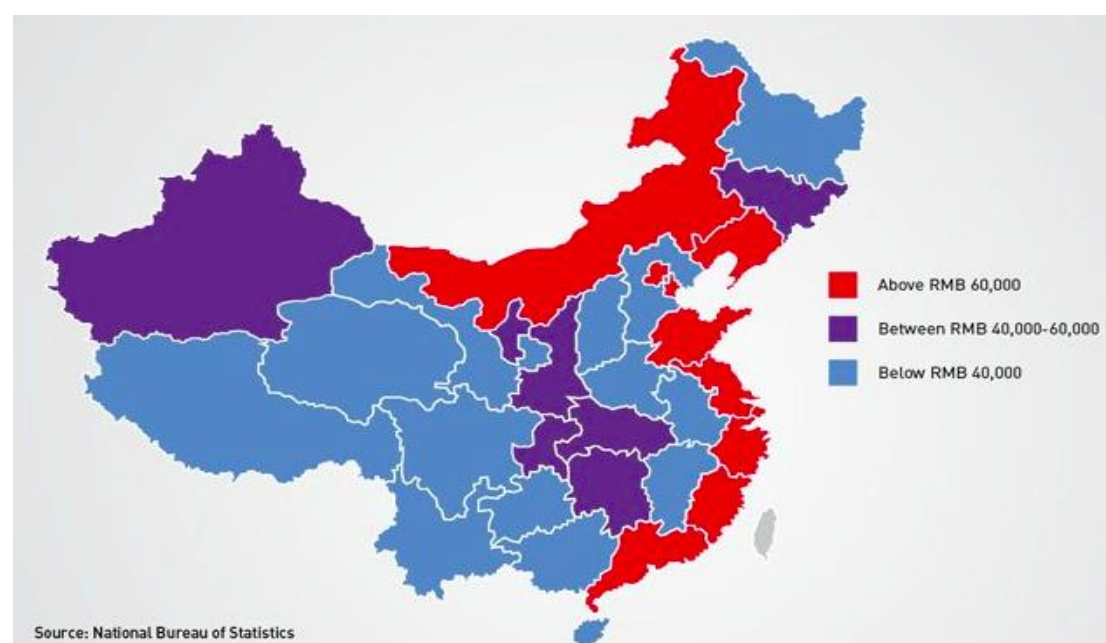 Above RMB 60,000
Between RMB 40,000-60,000
Below RMB 40,000
Source: National Bureau of Statistics